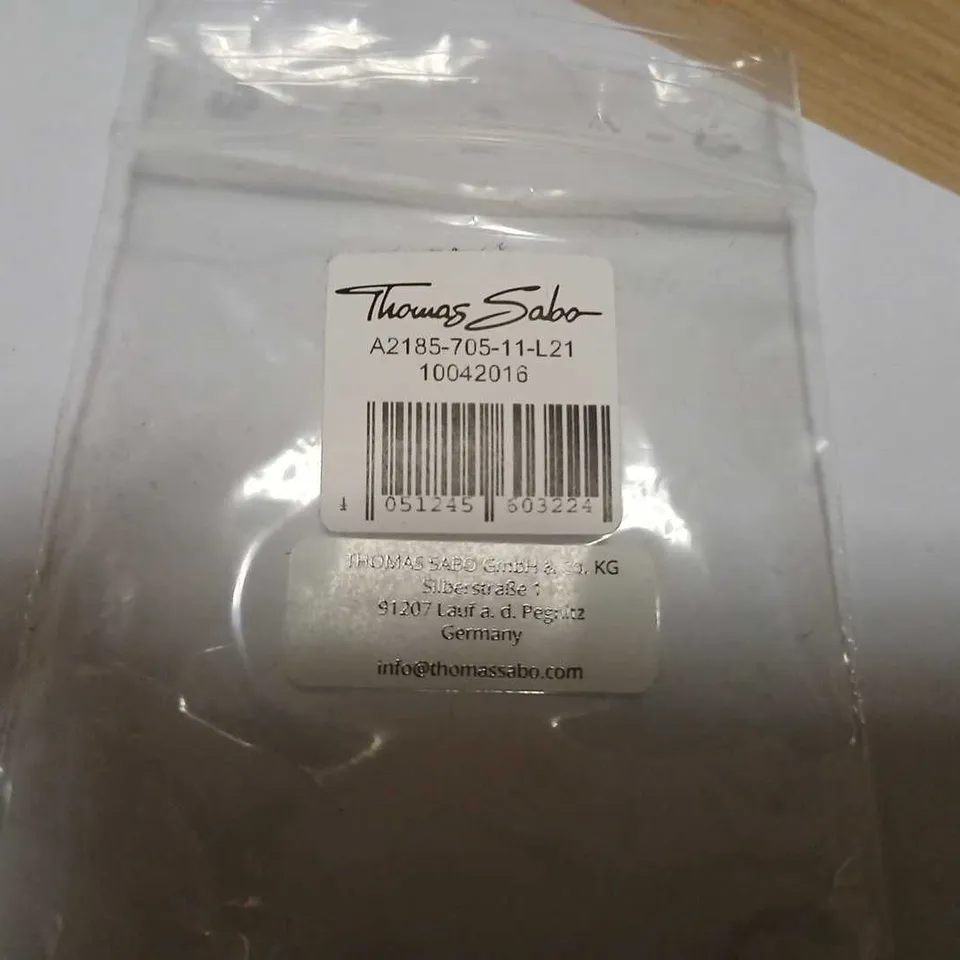 Thomas Sabo
A2185-705-11-L21
10042016
4 051245 603224
THOMAS SABO GmbH & Co. KG
Silberstraße 1
91207 Lauf a. d. Pegnitz
Germany
info@thomassabo.com